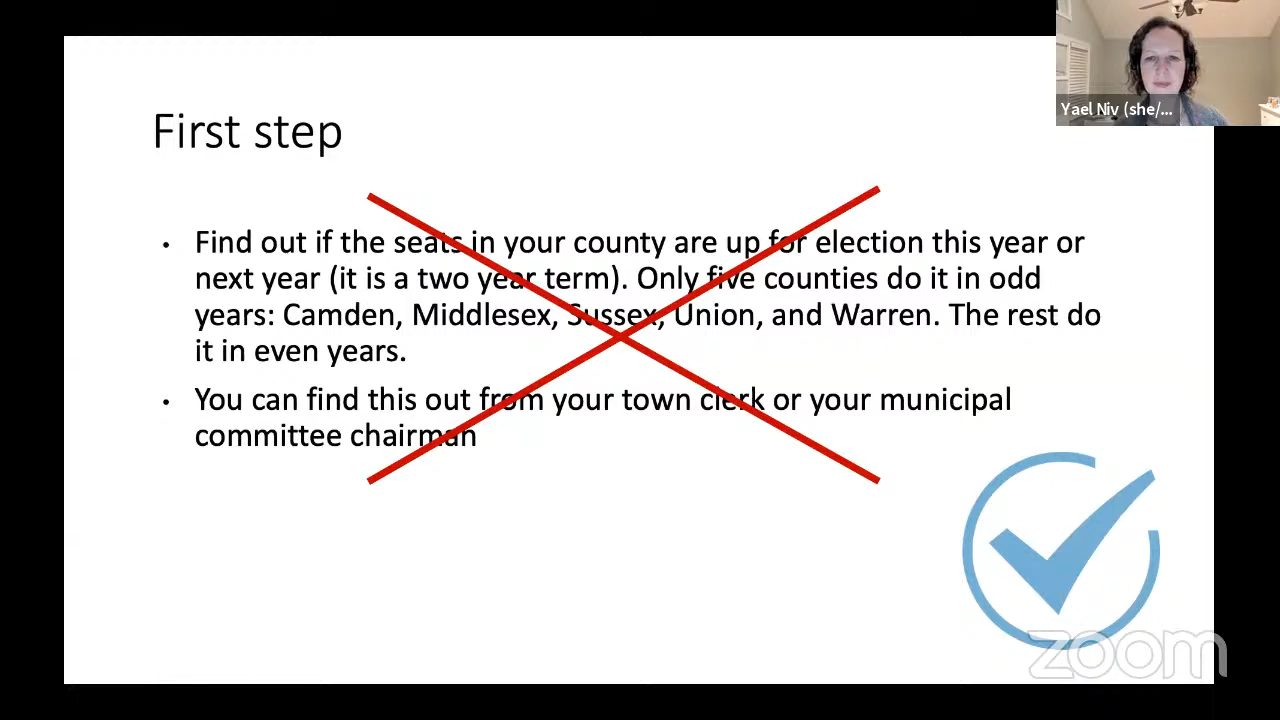 Yael Niv (she/...
First step
• Find out if the seats in your county are up for election this year or
next year (it is a two year term). Only five counties do it in odd
years: Camden, Middlesex, Sussex, Union, and Warren. The rest do
it in even years.
• You can find this out from your town clerk or your municipal
committee chairman
zoom